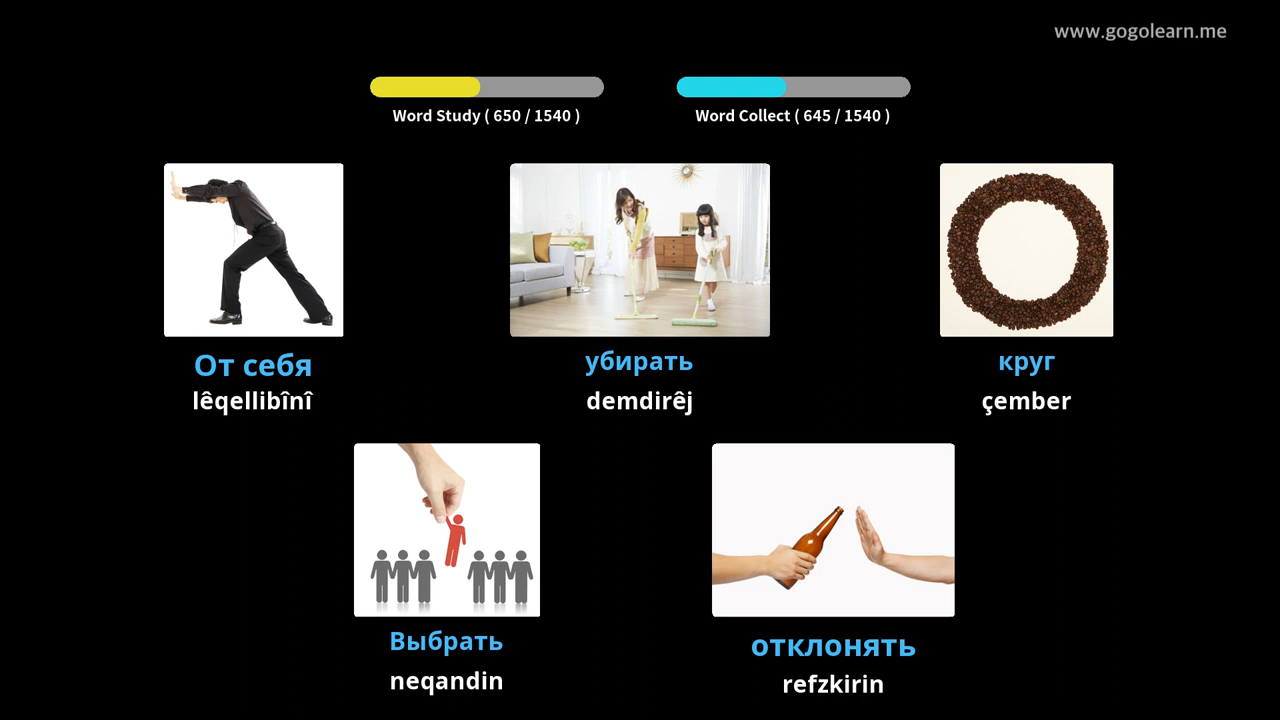 www.gogolearn.me
Word Study ( 650 / 1540 )
Word Collect ( 645 / 1540 )
От себя
lêqellibînî
убирать
demdirêj
круг
çember
Выбрать
neqandin
отклонять
refzkirin